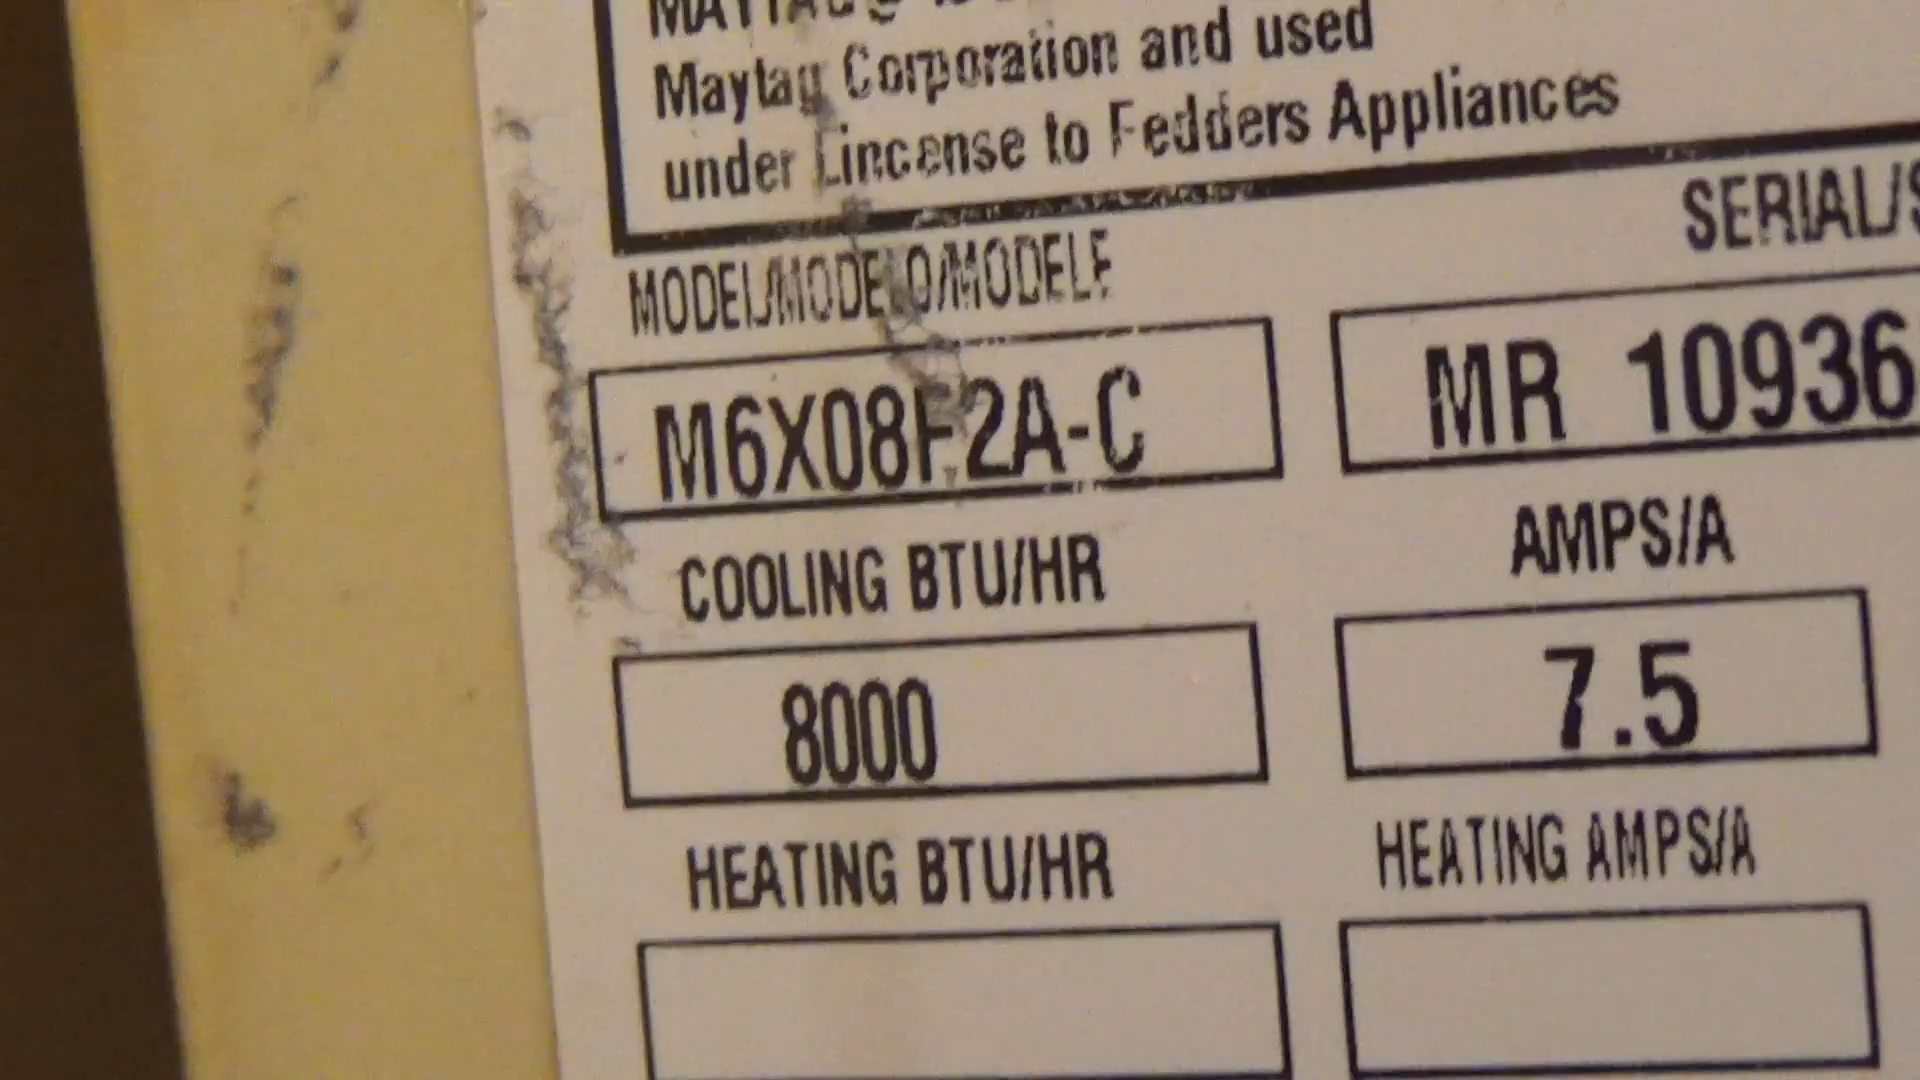 MAYTAG
Maytag Corporation and used
under Lincense to Fedders Appliances
MODEL/MODELO/MODELE
SERIAL/S
M6X08F2A-C
MR 10936
COOLING BTU/HR
AMPS/A
8000
7.5
HEATING BTU/HR
HEATING AMPS/A